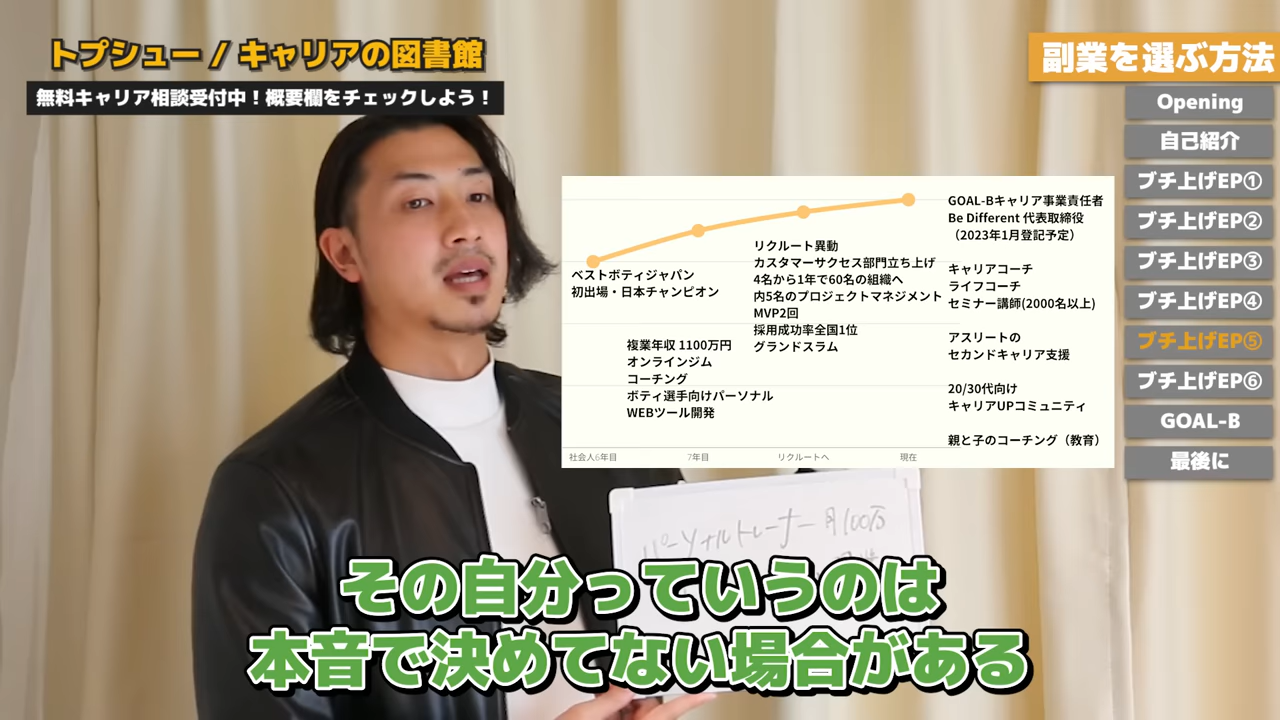 トプシュー / キャリアの図書館
無料キャリア相談受付中！概要欄をチェックしよう！
副業を選ぶ方法
Opening
自己紹介
ブチ上げEP①
ブチ上げEP②
ブチ上げEP③
ブチ上げEP④
ブチ上げEP⑤
ブチ上げEP⑥
GOAL-B
最後に
ベストボティジャパン
初出場・日本チャンピオン
複業年収 1100万円
オンラインジム
コーチング
ボティ選手向けパーソナル
WEBツール開発
リクルート異動
カスタマーサクセス部門立ち上げ
4名から1年で60名の組織へ
内5名のプロジェクトマネジメント
MVP2回
採用成功率全国1位
グランドスラム
GOAL-Bキャリア事業責任者
Be Different 代表取締役
（2023年1月登記予定）
キャリアコーチ
ライフコーチ
セミナー講師(2000名以上)
アスリートの
セカンドキャリア支援
20/30代向け
キャリアUPコミュニティ
親と子のコーチング（教育）
社会人6年目
7年目
リクルートへ
現在
パーソナルトレーナー 月100万
その自分っていうのは
本音で決めてない場合がある